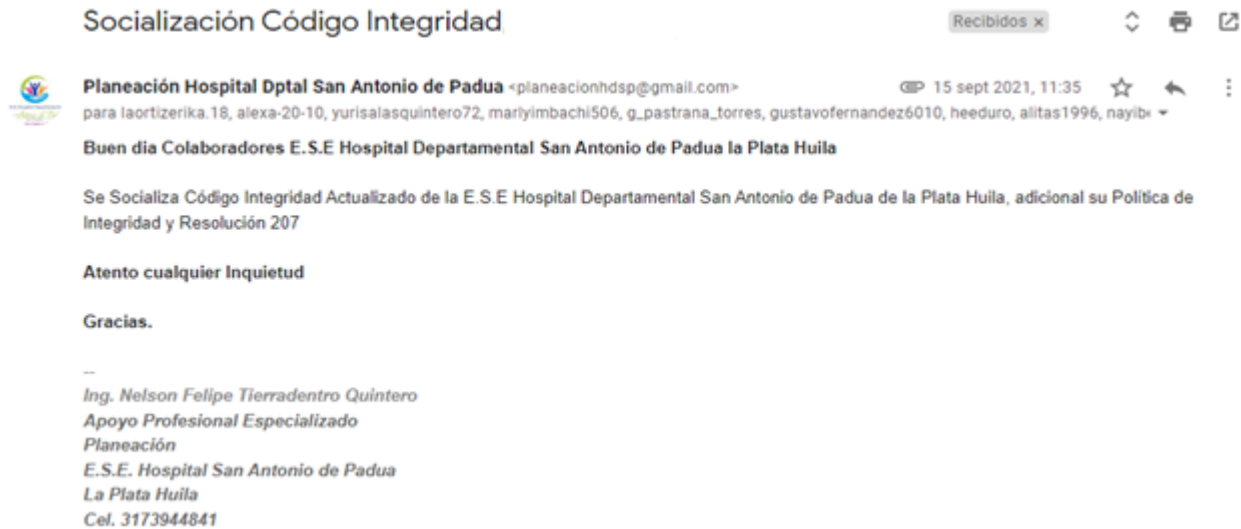 Socialización Código Integridad
Recibidos x
Planeación Hospital Dptal San Antonio de Padua <planeacionhdsp@gmail.com>
15 sept 2021, 11:35
para laortizerika.18, alexa-20-10, yurisalasquintero72, marlyimbachi506, g_pastrana_torres, gustavofernandez6010, heeduro, alitas1996,
Buen dia Colaboradores E.S.E Hospital Departamental San Antonio de Padua la Plata Huila
Se Socializa Código Integridad Actualizado de la E.S.E Hospital Departamental San Antonio de Padua de la Plata Huila, adicional su Política de
Integridad y Resolución 207
Atento cualquier Inquietud
Gracias.
--
Ing. Nelson Felipe Tierradentro Quintero
Apoyo Profesional Especializado
Planeación
E.S.E. Hospital San Antonio de Padua
La Plata Huila
Cel. 3173944841